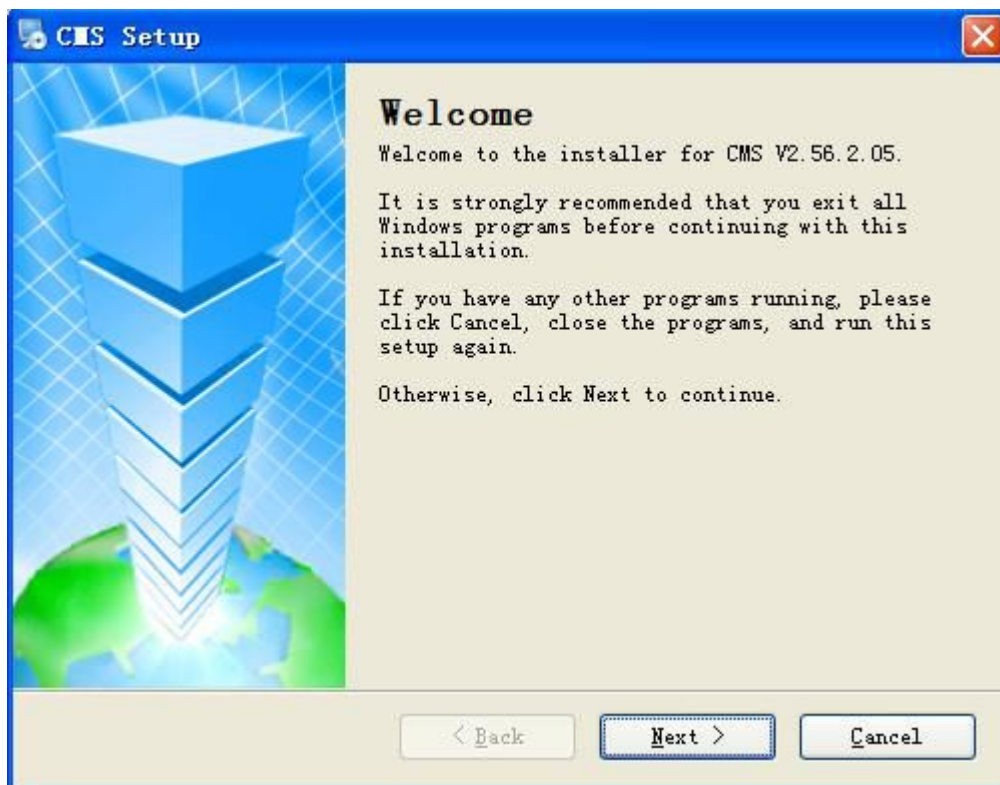 CMS Setup
Welcome
Welcome to the installer for CMS V2.56.2.05.
It is strongly recommended that you exit all
Windows programs before continuing with this
installation.
If you have any other programs running, please
click Cancel, close the programs, and run this
setup again.
Otherwise, click Next to continue.
< Back
Next >
Cancel